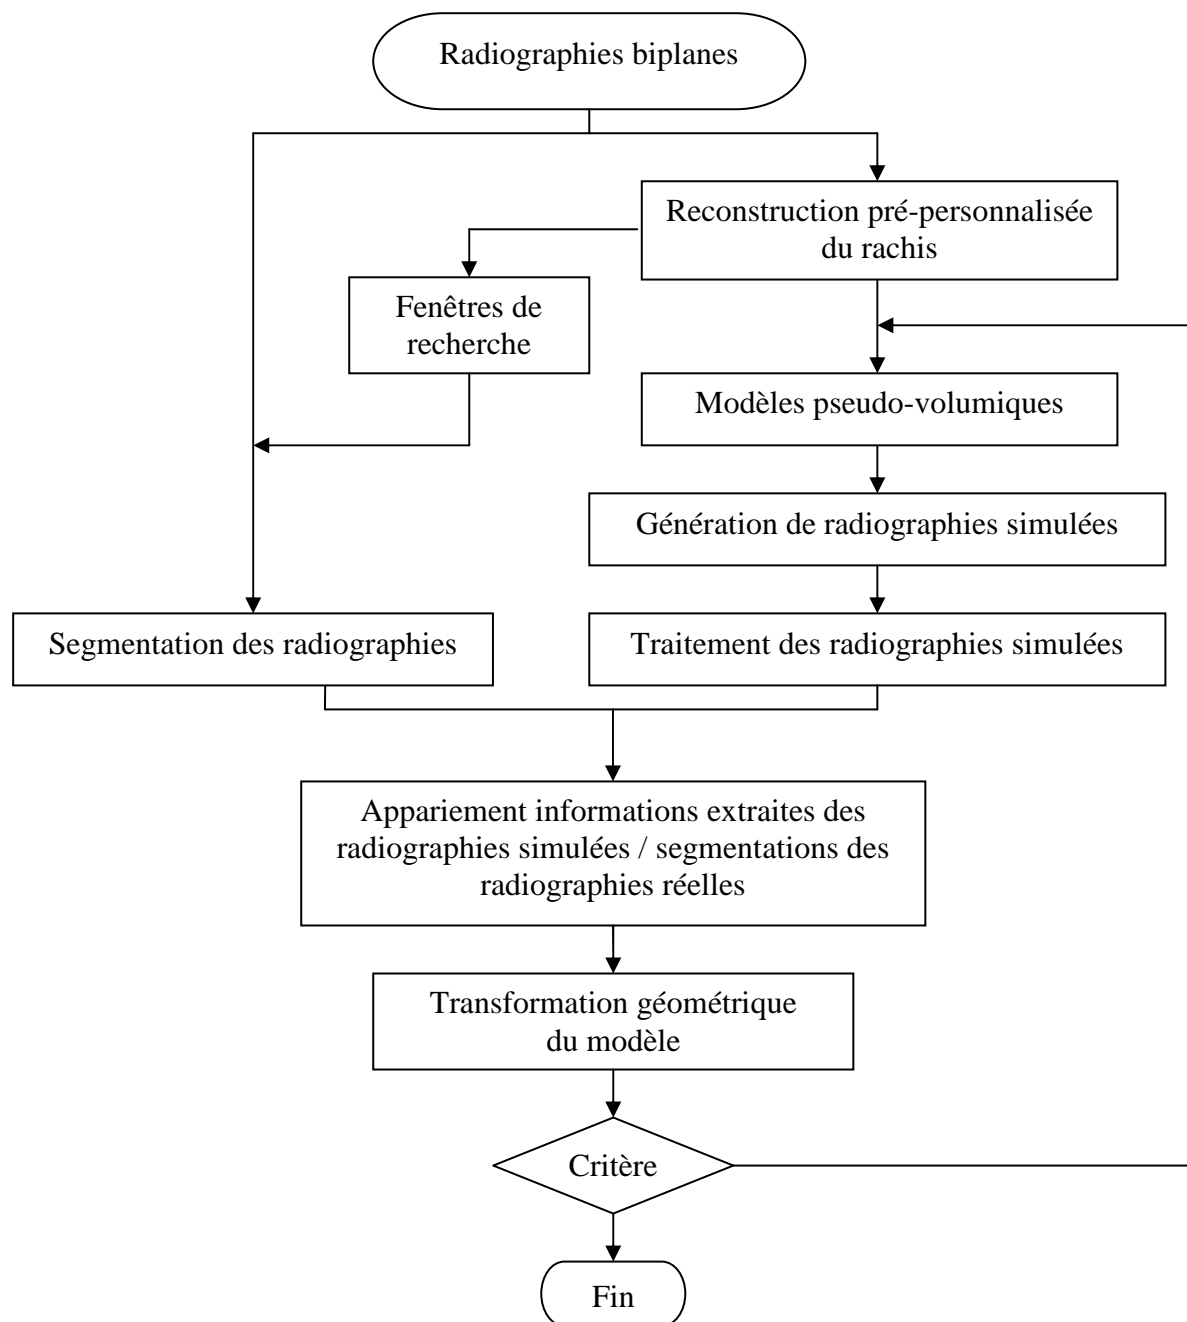 Radiographies biplanes
Reconstruction pré-personnalisée
du rachis
Fenêtres de
recherche
Modèles pseudo-volumiques
Génération de radiographies simulées
Segmentation des radiographies
Traitement des radiographies simulées
Appariement informations extraites des
radiographies simulées / segmentations des
radiographies réelles
Transformation géométrique
du modèle
Critère
Fin